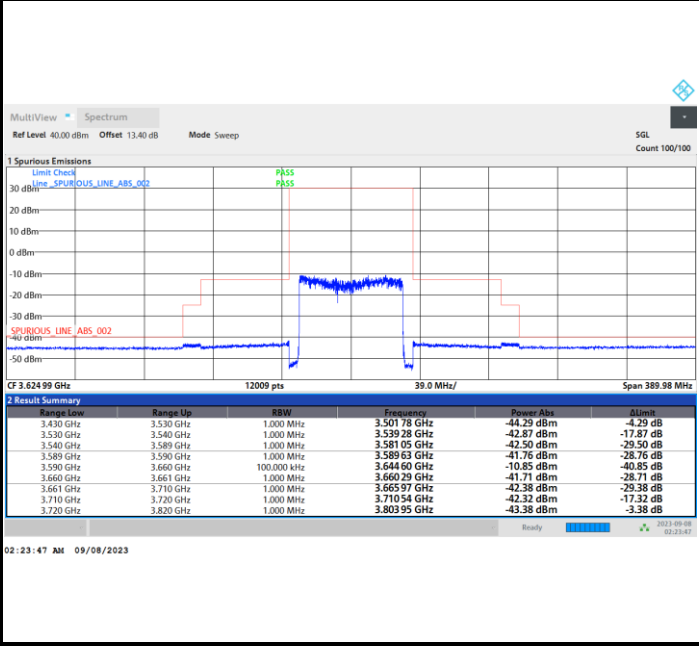 MultiView Spectrum
Ref Level 40.00 dBm Offset 13.40 dB Mode Sweep SGL
Count 100/100
1 Spurious Emissions
Limit Check PASS
Line _SPURIOUS_LINE_ABS_002 PASS
30 dBm
20 dBm
10 dBm
0 dBm
-10 dBm
-20 dBm
-30 dBm
_SPURIOUS_LINE_ABS_002
-40 dBm
-50 dBm
CF 3.624 99 GHz 12009 pts 39.0 MHz/ Span 389.98 MHz
2 Result Summary
Range Low Range Up RBW Frequency Power Abs ΔLimit
3.430 GHz 3.530 GHz 1.000 MHz 3.501 78 GHz -44.29 dBm -4.29 dB
3.530 GHz 3.540 GHz 1.000 MHz 3.539 28 GHz -42.87 dBm -17.87 dB
3.540 GHz 3.589 GHz 1.000 MHz 3.581 05 GHz -42.50 dBm -29.50 dB
3.589 GHz 3.590 GHz 1.000 MHz 3.589 63 GHz -41.76 dBm -28.76 dB
3.590 GHz 3.660 GHz 100.000 kHz 3.644 60 GHz -10.85 dBm -40.85 dB
3.660 GHz 3.661 GHz 1.000 MHz 3.660 29 GHz -41.71 dBm -28.71 dB
3.661 GHz 3.710 GHz 1.000 MHz 3.665 97 GHz -42.38 dBm -29.38 dB
3.710 GHz 3.720 GHz 1.000 MHz 3.710 54 GHz -42.32 dBm -17.32 dB
3.720 GHz 3.820 GHz 1.000 MHz 3.803 95 GHz -43.38 dBm -3.38 dB
Ready 2023-09-08
02:23:47
02:23:47 AM 09/08/2023